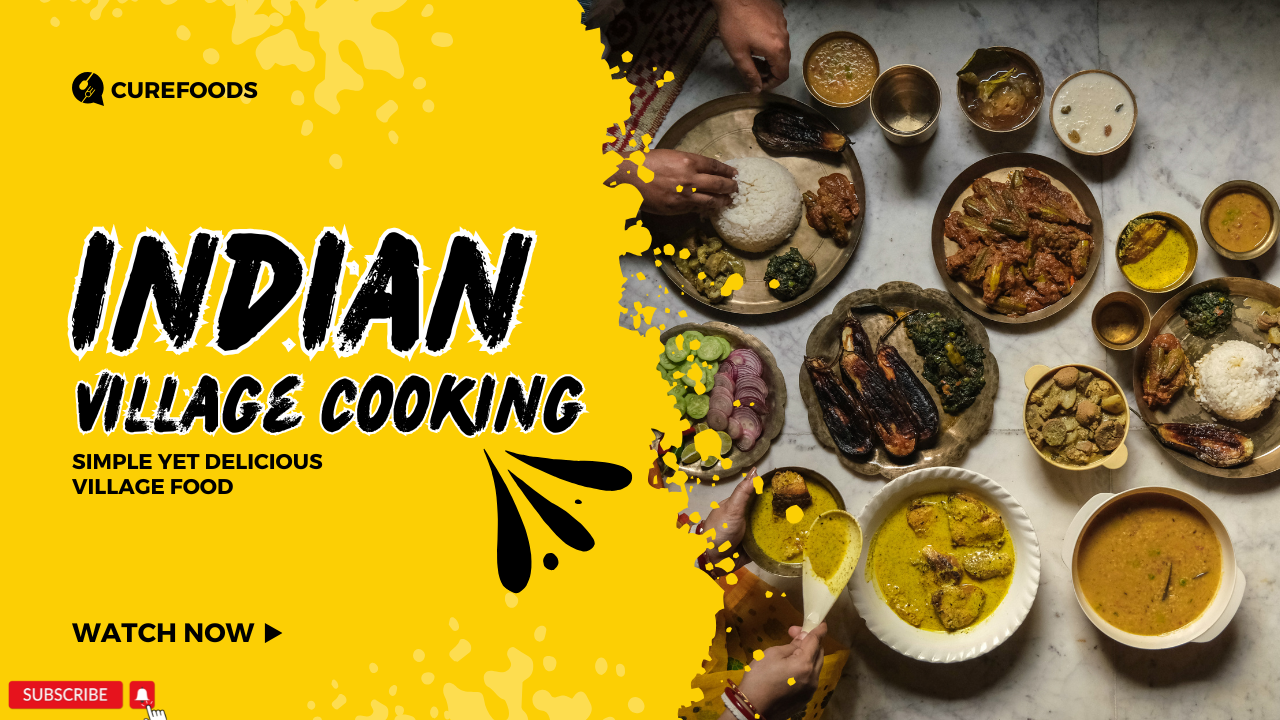 CUREFOODS
INDIAN
VILLAGE COOKING
SIMPLE YET DELICIOUS
VILLAGE FOOD
WATCH NOW
SUBSCRIBE